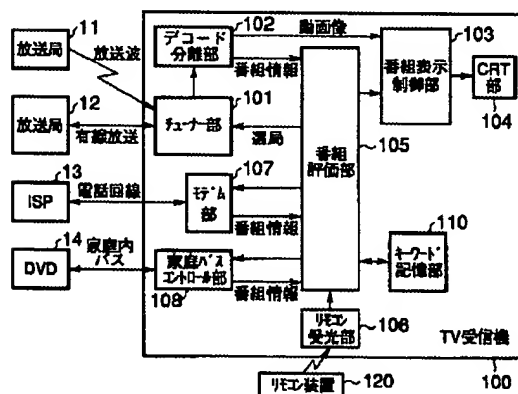 11
放送局
放送波
12
放送局
有線放送
13
ISP
電話回線
14
家庭内
バス
DVD
102
デコード
分離部
動画像
番組情報
101
チューナー部
選局
107
モデム
部
番組情報
家庭バス
コントロール部
108
番組情報
番組
評価部
105
103
番組表示
制御部
CRT
部
104
110
キーワード
記憶部
リモコン
受光部
106
TV受信機
100
リモコン装置
120